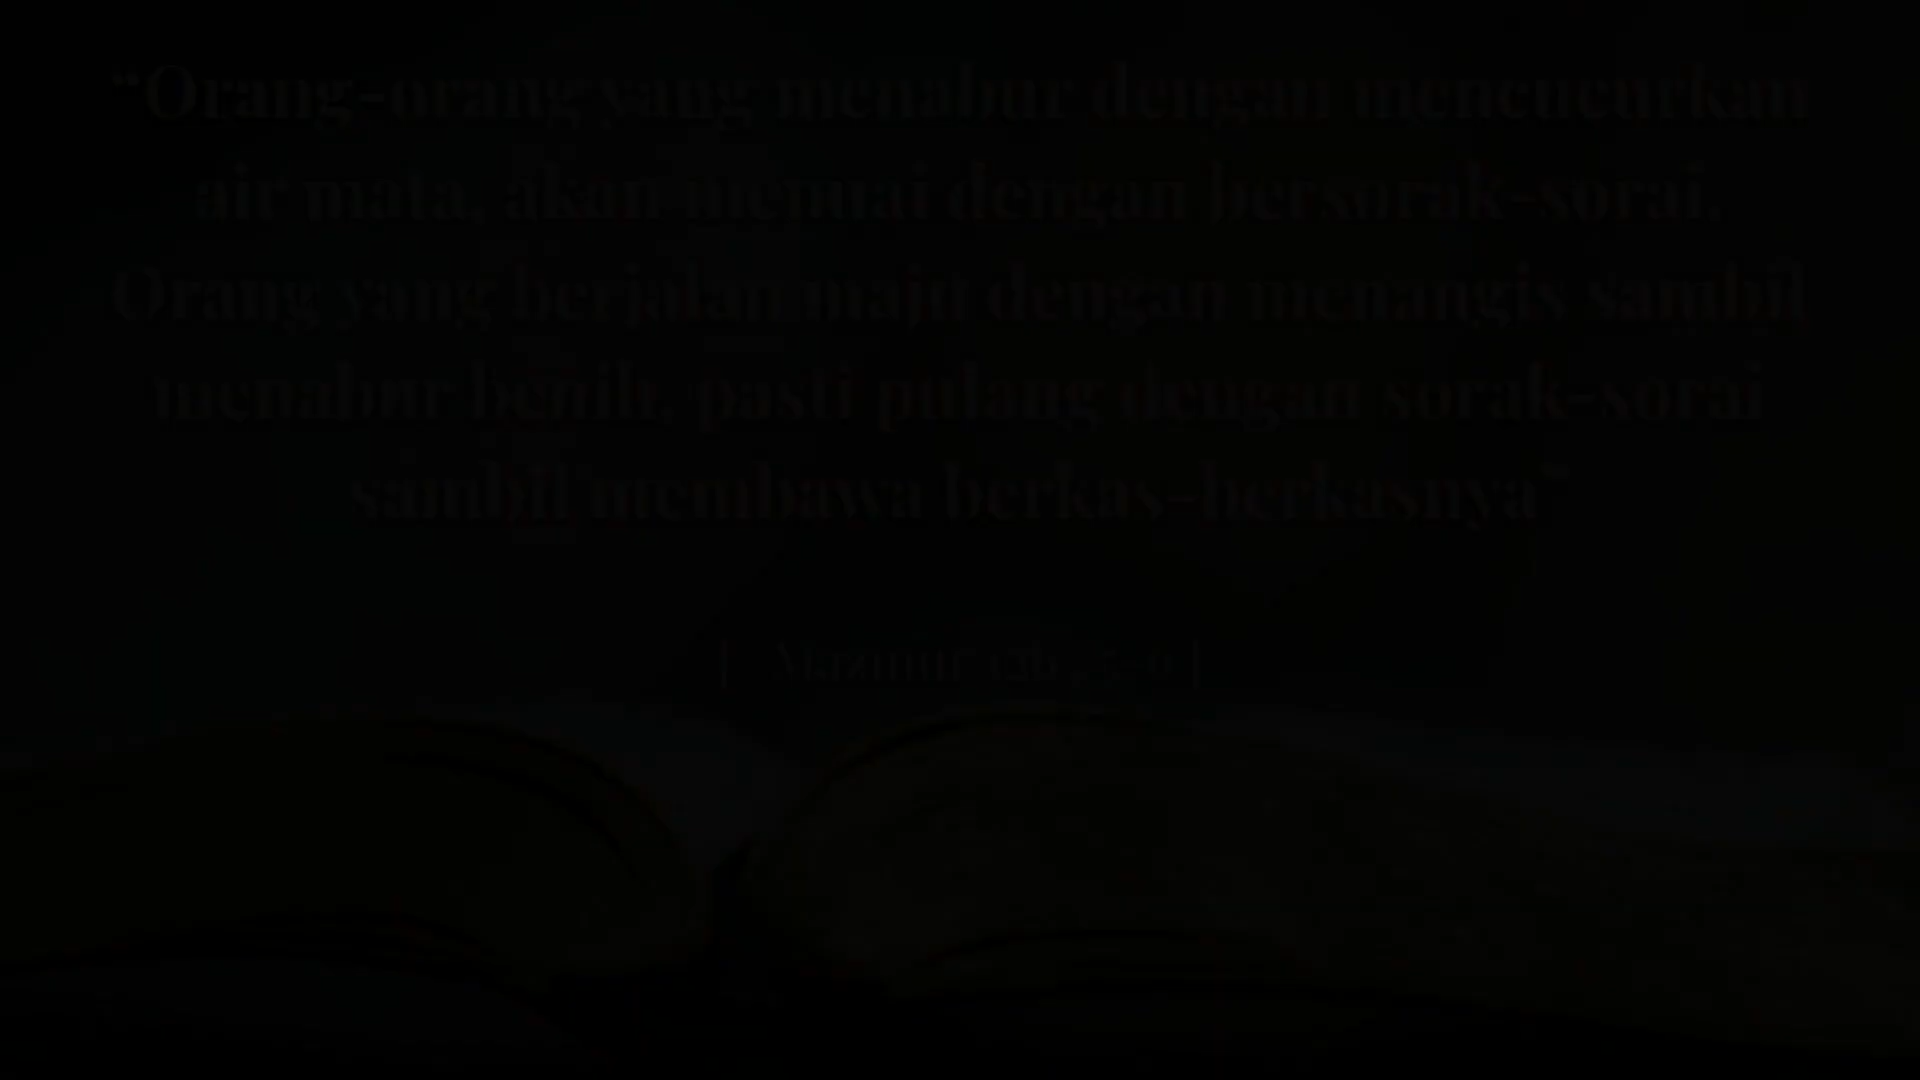 “Orang-orang yang menabur dengan mencucurkan
air mata, akan menuai dengan bersorak-sorai.
Orang yang berjalan maju dengan menangis sambil
menabur benih, pasti pulang dengan sorak-sorai
sambil membawa berkas-berkasnya”
[ Mazmur 126 : 5-6 ]